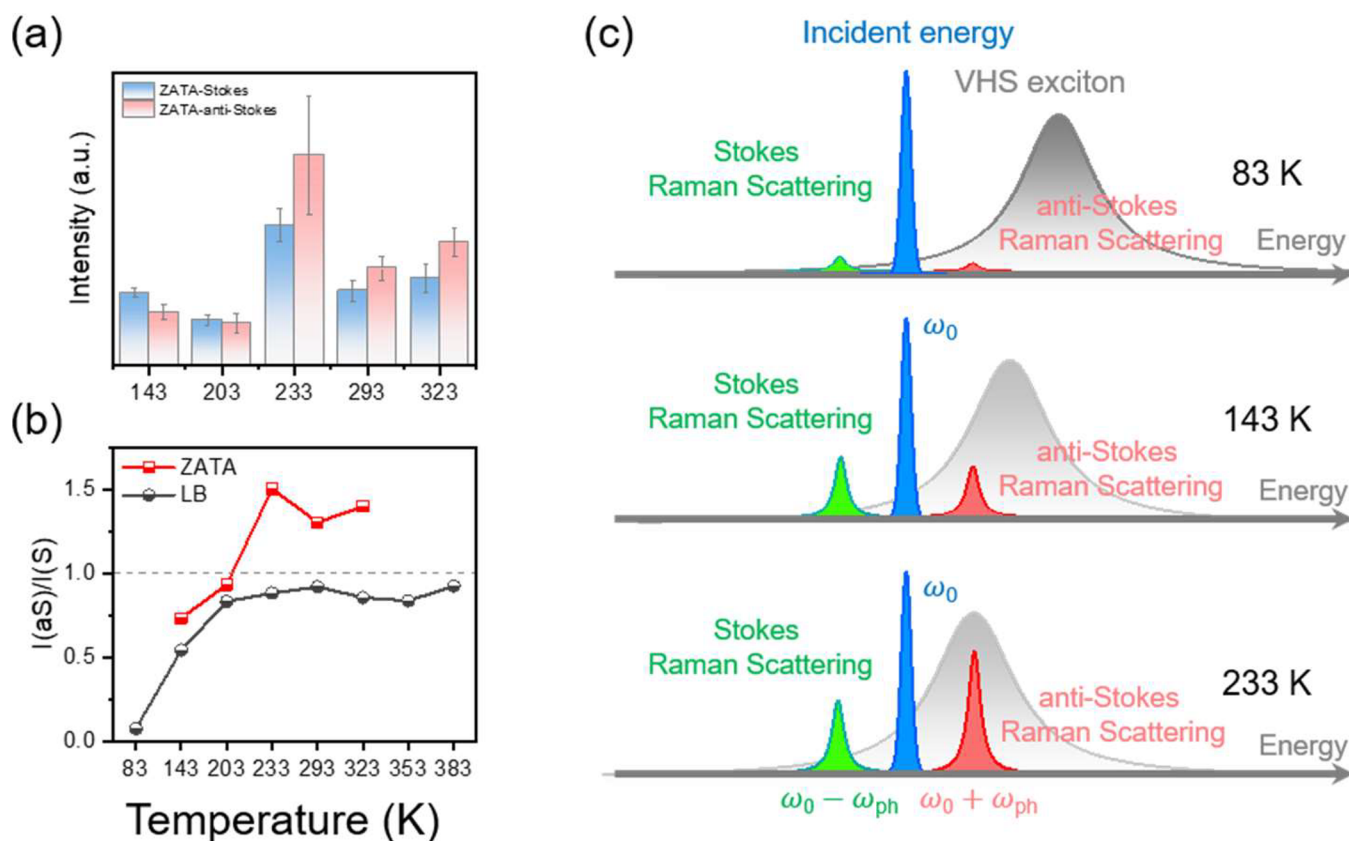 (a)
ZATA-Stokes
ZATA-anti-Stokes
Intensity (a.u.)
143 203 233 293 323
(b)
ZATA
LB
I(aS)/I(S)
1.5
1.0
0.5
0.0
83 143 203 233 293 323 353 383
Temperature (K)
(c)
Incident energy
VHS exciton
Stokes
Raman Scattering
83 K
anti-Stokes
Raman Scattering
Energy
ω₀
Stokes
Raman Scattering
143 K
anti-Stokes
Raman Scattering
Energy
ω₀
Stokes
Raman Scattering
233 K
anti-Stokes
Raman Scattering
Energy
ω₀ − ωph ω₀ + ωph